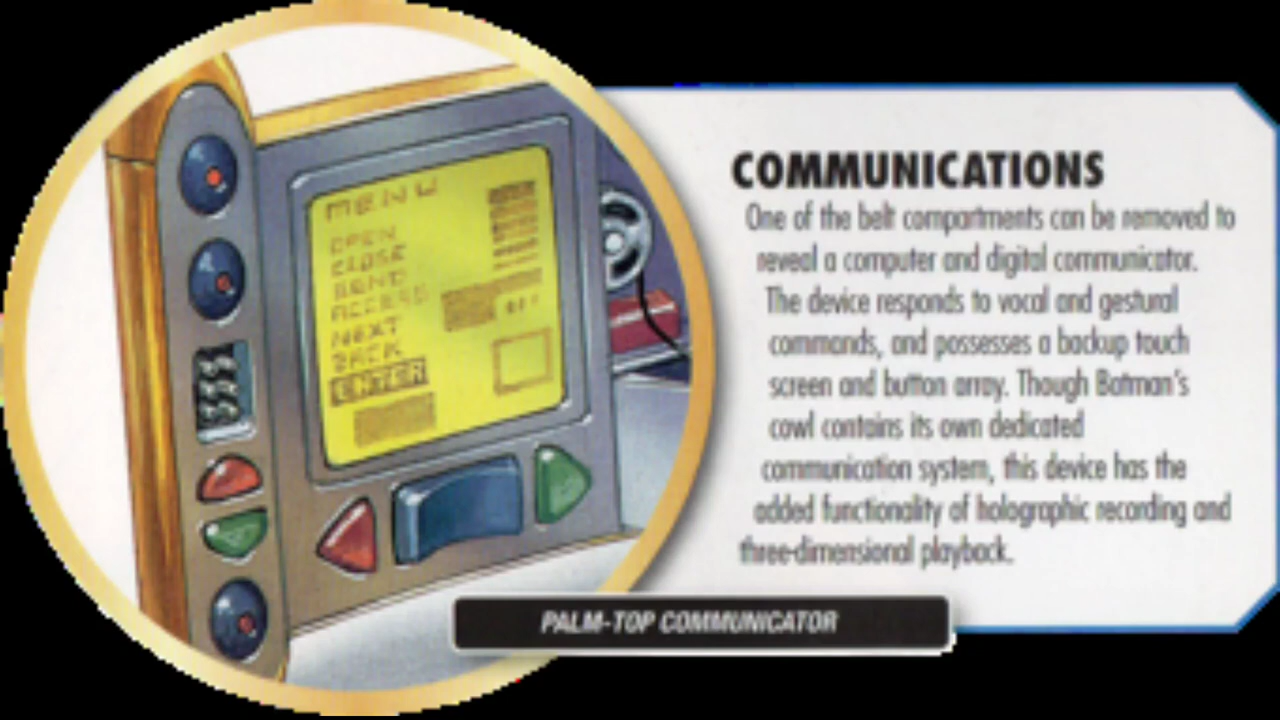 MENU
OPEN
CLOSE
SEND
ACCESS
NEXT
BACK
ENTER
COMMUNICATIONS
One of the belt compartments can be removed to
reveal a computer and digital communicator.
The device responds to vocal and gestural
commands, and possesses a backup touch
screen and button array. Though Batman's
cowl contains its own dedicated
communication system, this device has the
added functionality of holographic recording and
three-dimensional playback.
PALM-TOP COMMUNICATOR